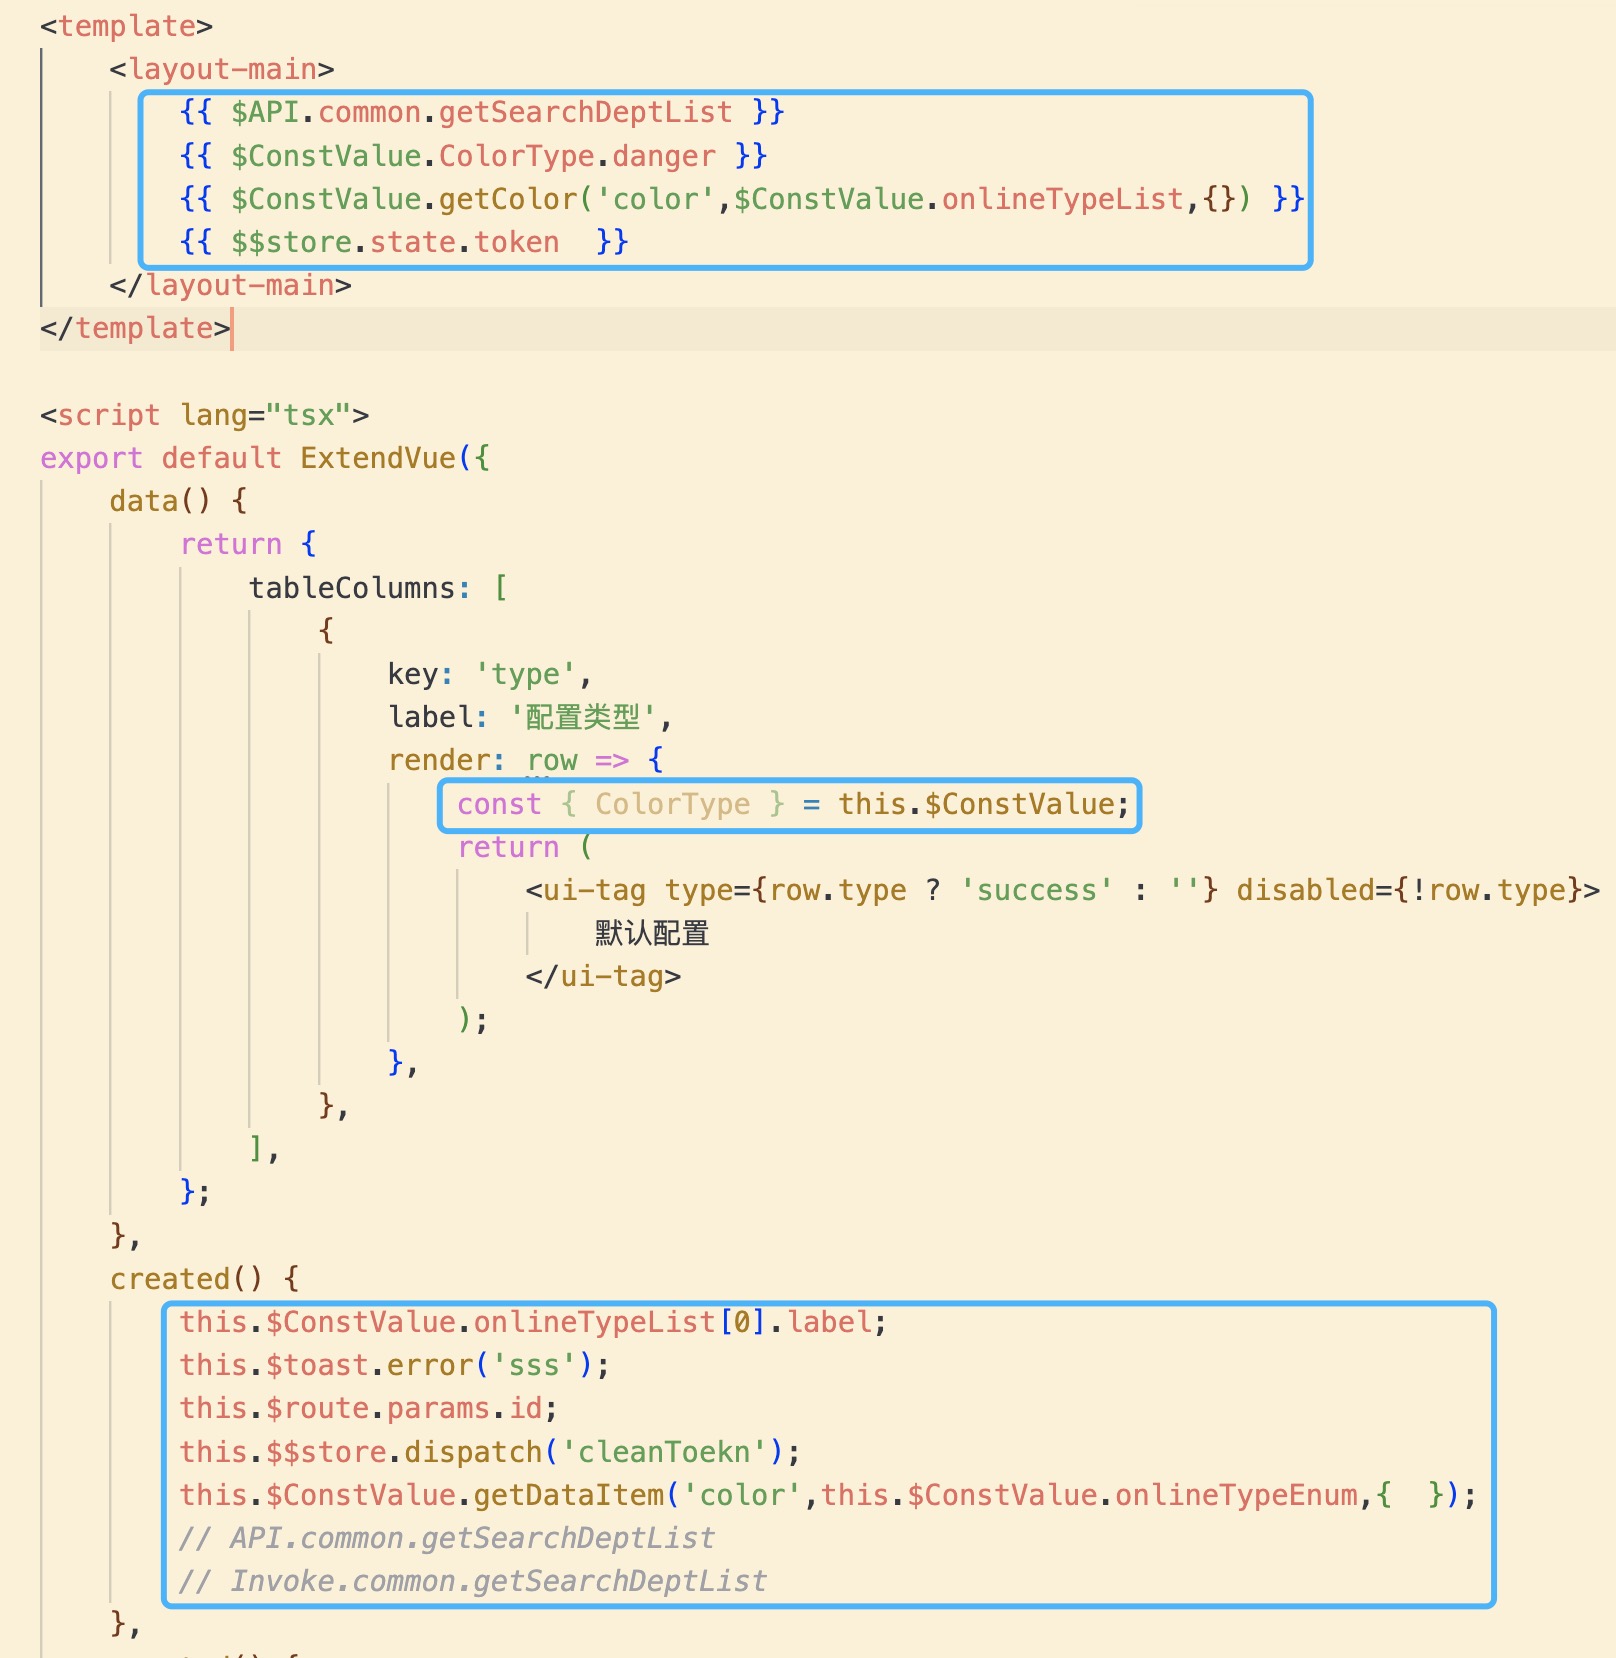 <template>
<layout-main>
{{ $API.common.getSearchDeptList }}
{{ $ConstValue.ColorType.danger }}
{{ $ConstValue.getColor('color',$ConstValue.onlineTypeList,{}) }}
{{ $$store.state.token  }}
</layout-main>
</template>
<script lang="tsx">
export default ExtendVue({
data() {
return {
tableColumns: [
{
key: 'type',
label: '配置类型',
render: row => {
const { ColorType } = this.$ConstValue;
return (
<ui-tag type={row.type ? 'success' : ''} disabled={!row.type}>
默认配置
</ui-tag>
);
},
},
],
};
},
created() {
this.$ConstValue.onlineTypeList[0].label;
this.$toast.error('sss');
this.$route.params.id;
this.$$store.dispatch('cleanToekn');
this.$ConstValue.getDataItem('color',this.$ConstValue.onlineTypeEnum,{  });
// API.common.getSearchDeptList
// Invoke.common.getSearchDeptList
},